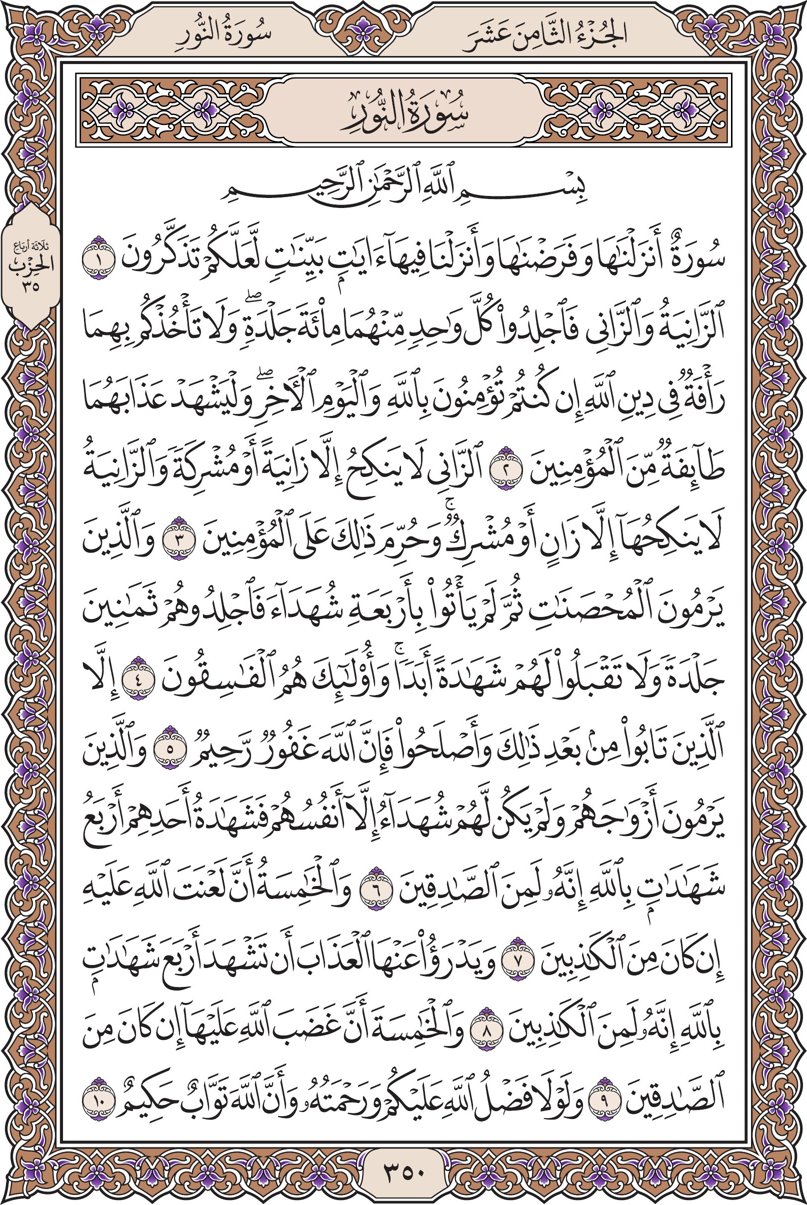 الجُزْءُ الثَّامِنَ عَشَرَ
سُورَةُ النُّورِ
سُورَةُ النُّورِ
بِسْمِ ٱللَّهِ ٱلرَّحْمَٰنِ ٱلرَّحِيمِ
سُورَةٌ أَنزَلْنَٰهَا وَفَرَضْنَٰهَا وَأَنزَلْنَا فِيهَآ ءَايَٰتٍۭ بَيِّنَٰتٍ لَّعَلَّكُمْ تَذَكَّرُونَ ١
ٱلزَّانِيَةُ وَٱلزَّانِى فَٱجْلِدُوا۟ كُلَّ وَٰحِدٍ مِّنْهُمَا مِا۟ئَةَ جَلْدَةٍ ۖ وَلَا تَأْخُذْكُم بِهِمَا
رَأْفَةٌ فِى دِينِ ٱللَّهِ إِن كُنتُمْ تُؤْمِنُونَ بِٱللَّهِ وَٱلْيَوْمِ ٱلْءَاخِرِ ۖ وَلْيَشْهَدْ عَذَابَهُمَا
طَآئِفَةٌ مِّنَ ٱلْمُؤْمِنِينَ ٢ ٱلزَّانِى لَا يَنكِحُ إِلَّا زَانِيَةً أَوْ مُشْرِكَةً وَٱلزَّانِيَةُ
لَا يَنكِحُهَآ إِلَّا زَانٍ أَوْ مُشْرِكٌ ۚ وَحُرِّمَ ذَٰلِكَ عَلَى ٱلْمُؤْمِنِينَ ٣ وَٱلَّذِينَ
يَرْمُونَ ٱلْمُحْصَنَٰتِ ثُمَّ لَمْ يَأْتُوا۟ بِأَرْبَعَةِ شُهَدَآءَ فَٱجْلِدُوهُمْ ثَمَٰنِينَ
جَلْدَةً وَلَا تَقْبَلُوا۟ لَهُمْ شَهَٰدَةً أَبَدًا ۚ وَأُو۟لَٰٓئِكَ هُمُ ٱلْفَٰسِقُونَ ٤ إِلَّا
ٱلَّذِينَ تَابُوا۟ مِنۢ بَعْدِ ذَٰلِكَ وَأَصْلَحُوا۟ فَإِنَّ ٱللَّهَ غَفُورٌ رَّحِيمٌ ٥ وَٱلَّذِينَ
يَرْمُونَ أَزْوَٰجَهُمْ وَلَمْ يَكُن لَّهُمْ شُهَدَآءُ إِلَّآ أَنفُسُهُمْ فَشَهَٰدَةُ أَحَدِهِمْ أَرْبَعُ
شَهَٰدَٰتٍۭ بِٱللَّهِ إِنَّهُۥ لَمِنَ ٱلصَّٰدِقِينَ ٦ وَٱلْخَٰمِسَةُ أَنَّ لَعْنَتَ ٱللَّهِ عَلَيْهِ
إِن كَانَ مِنَ ٱلْكَٰذِبِينَ ٧ وَيَدْرَؤُا۟ عَنْهَا ٱلْعَذَابَ أَن تَشْهَدَ أَرْبَعَ شَهَٰدَٰتٍۭ
بِٱللَّهِ إِنَّهُۥ لَمِنَ ٱلْكَٰذِبِينَ ٨ وَٱلْخَٰمِسَةَ أَنَّ غَضَبَ ٱللَّهِ عَلَيْهَآ إِن كَانَ مِنَ
ٱلصَّٰدِقِينَ ٩ وَلَوْلَا فَضْلُ ٱللَّهِ عَلَيْكُمْ وَرَحْمَتُهُۥ وَأَنَّ ٱللَّهَ تَوَّابٌ حَكِيمٌ ١٠
ثلاثة أرباع
الحِزْب
٣٥
٣٥٠